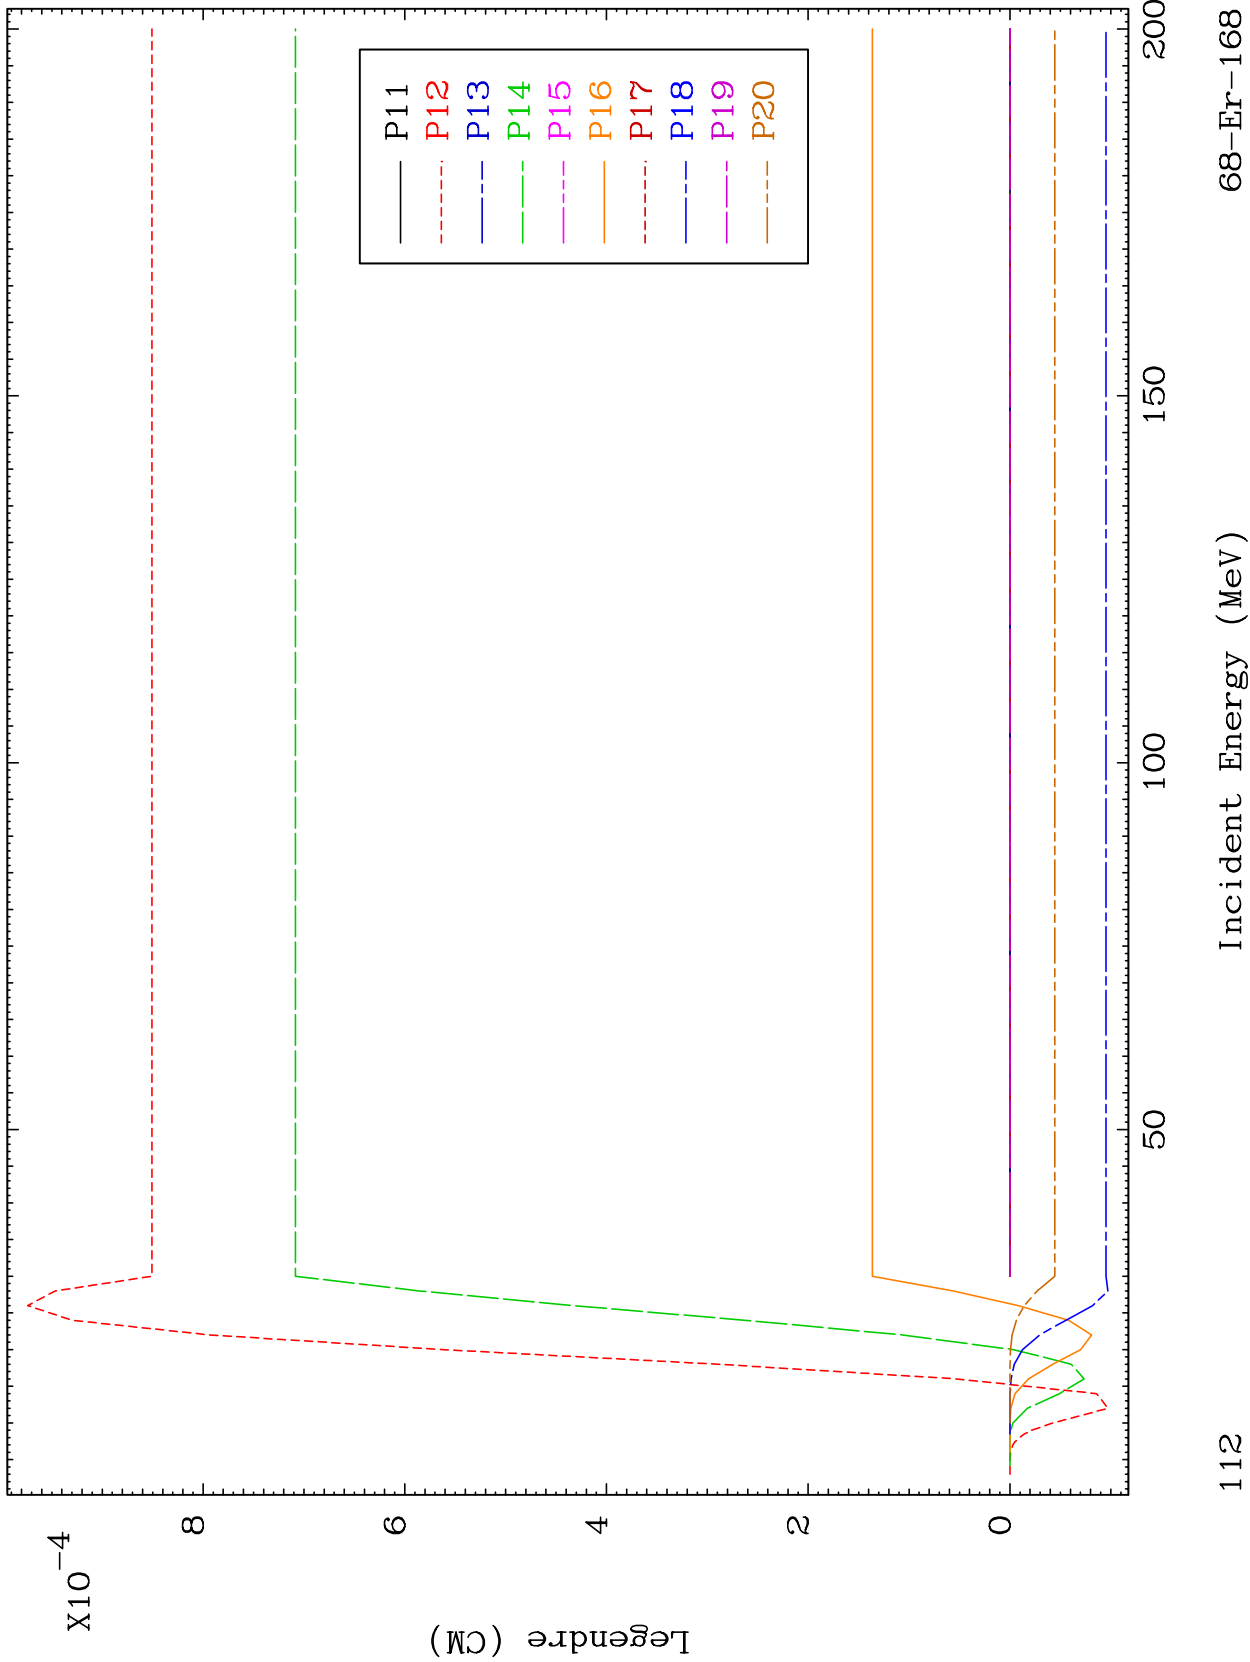 X10-4
Legendre (CM)
8
6
4
2
0
P11
P12
P13
P14
P15
P16
P17
P18
P19
P20
50
100
150
200
112
Incident Energy (MeV)
68-Er-168